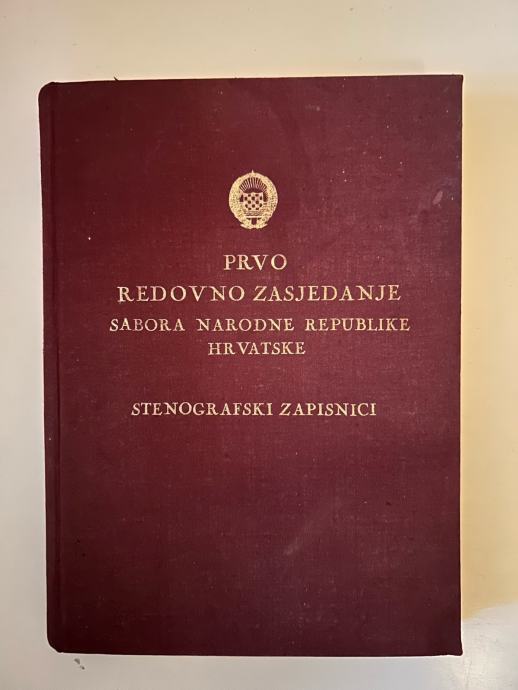 PRVO
REDOVNO ZASJEDANJE
SABORA NARODNE REPUBLIKE
HRVATSKE
STENOGRAFSKI ZAPISNICI